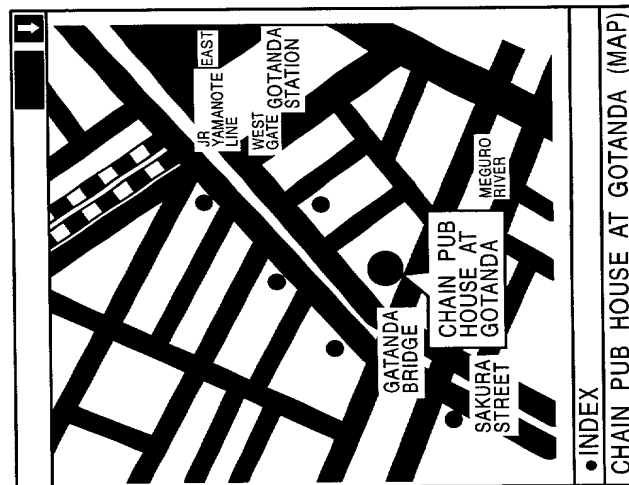 JR
YAMANOTE
LINE
EAST
WEST
GATE
GOTANDA
STATION
MEGURO
RIVER
CHAIN PUB
HOUSE AT
GOTANDA
GATANDA
BRIDGE
SAKURA
STREET
●INDEX
CHAIN PUB HOUSE AT GOTANDA (MAP)